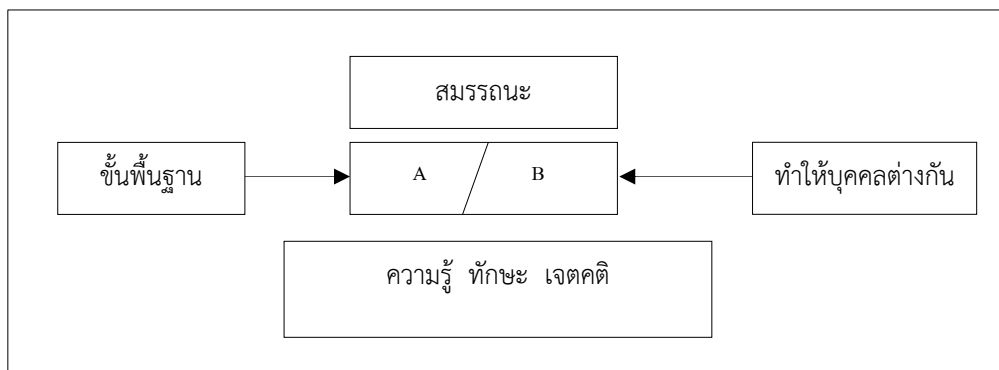 สมรรถนะ
ขั้นพื้นฐาน
A
B
ทำให้บุคคลต่างกัน
ความรู้ ทักษะ เจตคติ